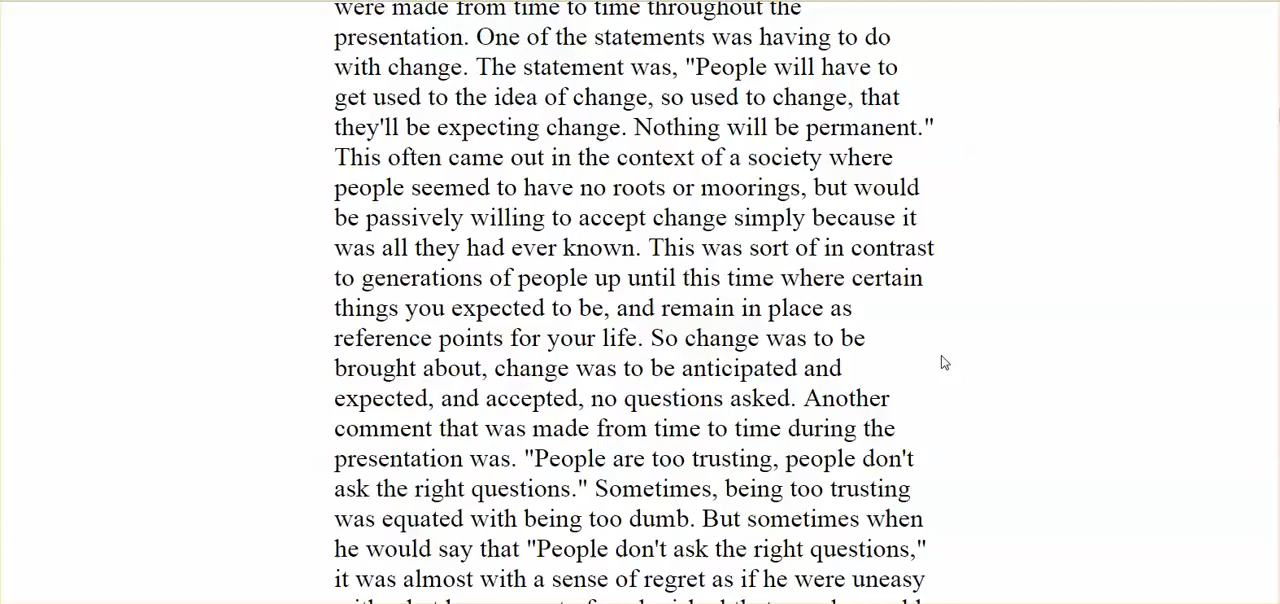 were made from time to time throughout the
presentation. One of the statements was having to do
with change. The statement was, "People will have to
get used to the idea of change, so used to change, that
they'll be expecting change. Nothing will be permanent."
This often came out in the context of a society where
people seemed to have no roots or moorings, but would
be passively willing to accept change simply because it
was all they had ever known. This was sort of in contrast
to generations of people up until this time where certain
things you expected to be, and remain in place as
reference points for your life. So change was to be
brought about, change was to be anticipated and
expected, and accepted, no questions asked. Another
comment that was made from time to time during the
presentation was. "People are too trusting, people don't
ask the right questions." Sometimes, being too trusting
was equated with being too dumb. But sometimes when
he would say that "People don't ask the right questions,"
it was almost with a sense of regret as if he were uneasy